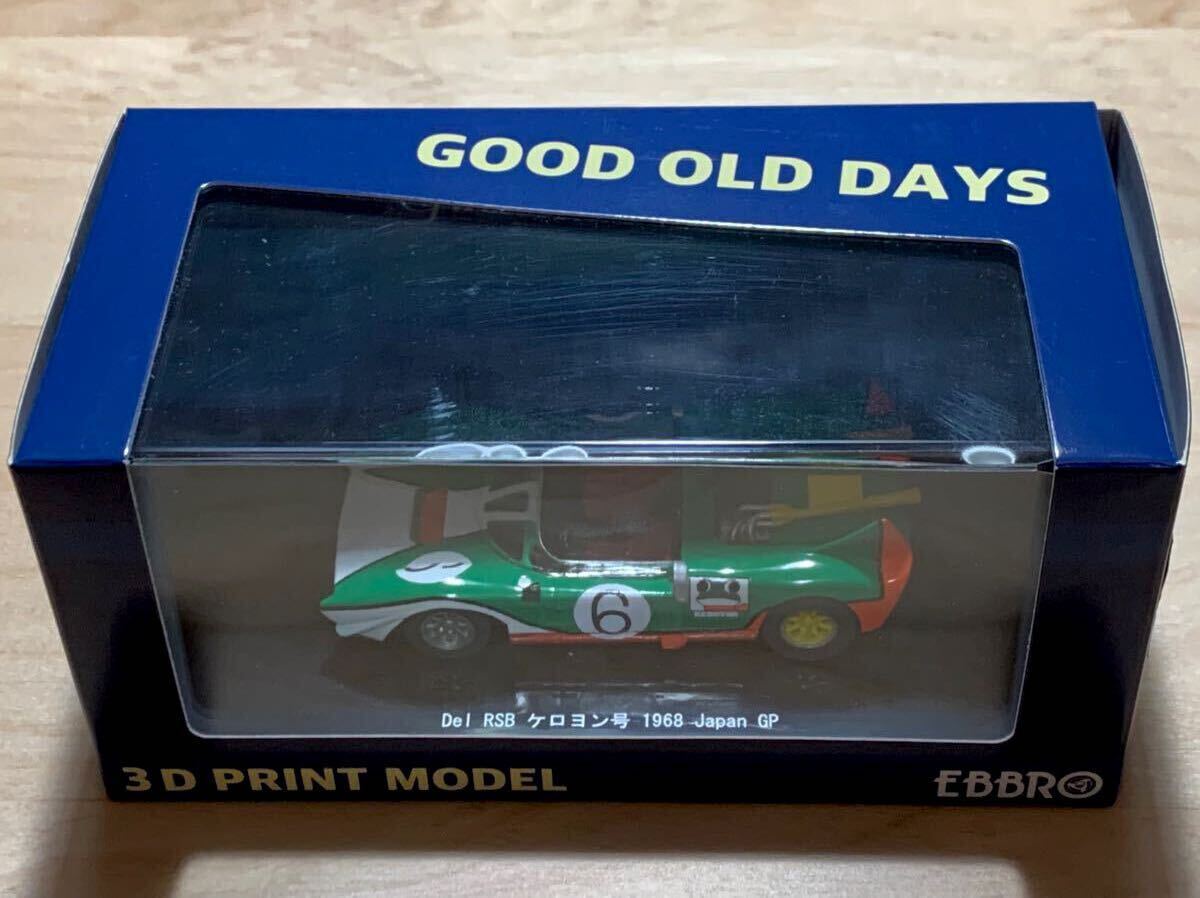 GOOD OLD DAYS
6
Del RSB ケロヨン号 1968 Japan GP
3D PRINT MODEL
EBBRO